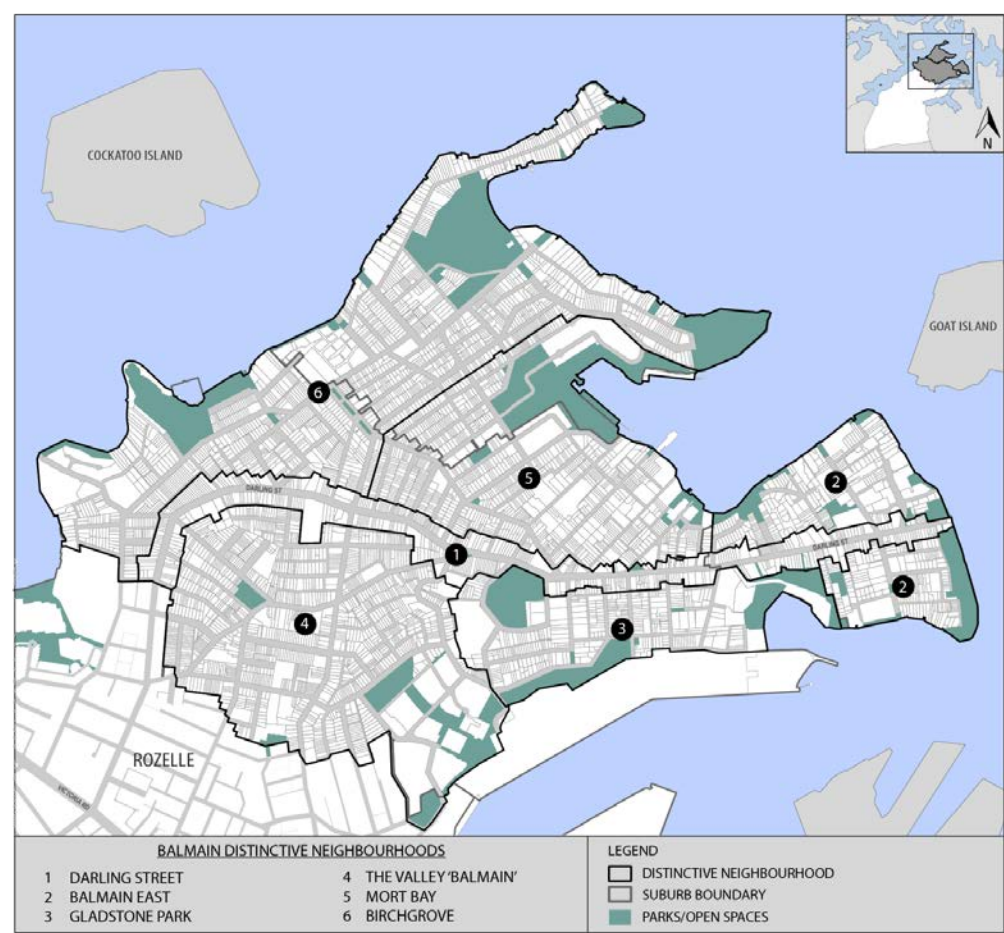 N
COCKATOO ISLAND
GOAT ISLAND
6
DARLING ST
5
2
1
DARLING ST
2
4
3
ROZELLE
VICTORIA RD
BALMAIN DISTINCTIVE NEIGHBOURHOODS
1 DARLING STREET
2 BALMAIN EAST
3 GLADSTONE PARK
4 THE VALLEY 'BALMAIN'
5 MORT BAY
6 BIRCHGROVE
LEGEND
DISTINCTIVE NEIGHBOURHOOD
SUBURB BOUNDARY
PARKS/OPEN SPACES